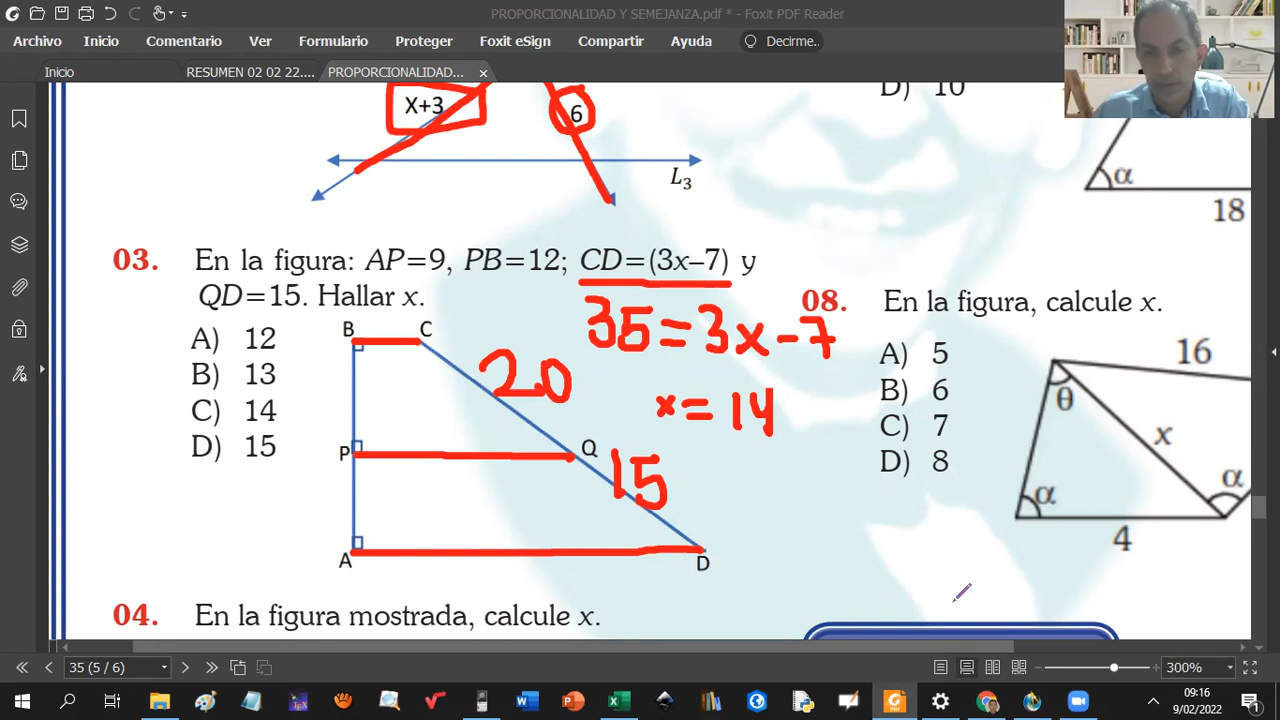 PROPORCIONALIDAD Y SEMEJANZA.pdf * - Foxit PDF Reader
Archivo Inicio Comentario Ver Formulario Proteger Foxit eSign Compartir Ayuda Decirme...
Inicio RESUMEN 02 02 22.... PROPORCIONALIDAD... ×
X+3
6
L₃
D) 10
α
18
03. En la figura: AP=9, PB=12; CD=(3x–7) y
QD=15. Hallar x.
A) 12
B) 13
C) 14
D) 15
B C
P Q
A D
20
15
35=3x-7
x=14
04. En la figura mostrada, calcule x.
08. En la figura, calcule x.
A) 5
B) 6
C) 7
D) 8
16
θ
x
α
α
4
35 (5 / 6)
300%
09:16
9/02/2022